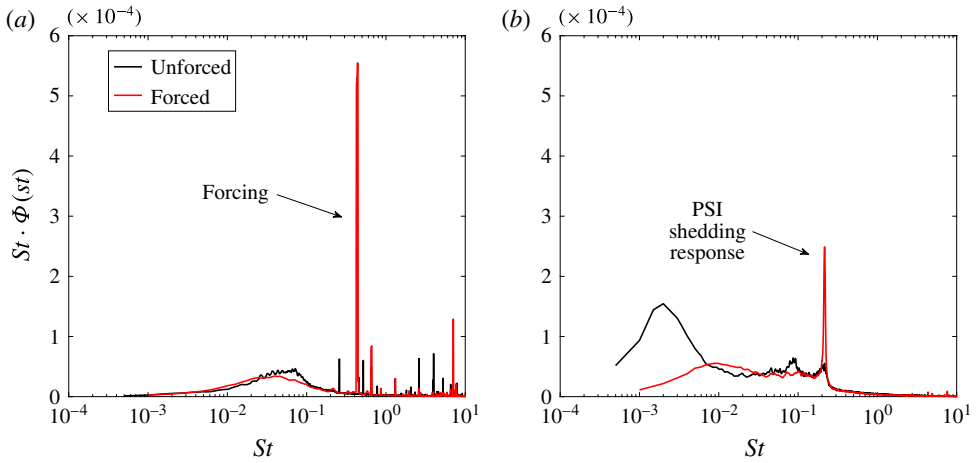 (a)
(× 10⁻⁴)
6
5
4
3
2
1
0
St · Φ(st)
Unforced
Forced
Forcing
10⁻⁴
10⁻³
10⁻²
10⁻¹
10⁰
10¹
St
(b)
(× 10⁻⁴)
6
5
4
3
2
1
0
PSI
shedding
response
10⁻⁴
10⁻³
10⁻²
10⁻¹
10⁰
10¹
St